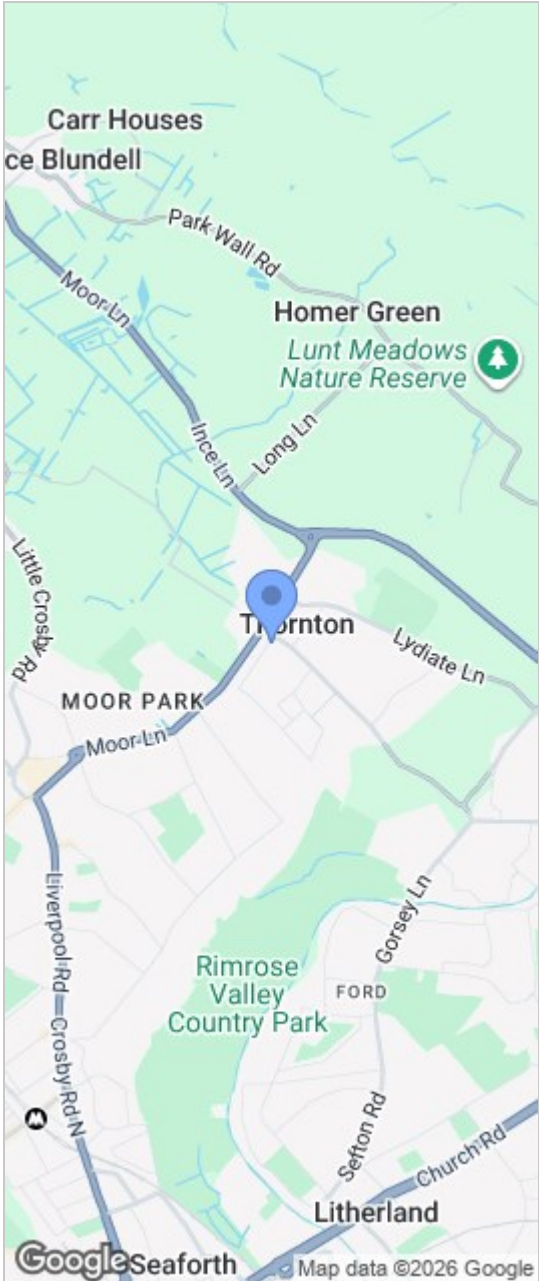 Carr Houses
ce Blundell
Park Wall Rd
Moor Ln
Homer Green
Lunt Meadows
Nature Reserve
Ince Ln
Long Ln
Little Crosby Rd
Thornton
Lydiate Ln
MOOR PARK
Moor Ln
Liverpool Rd
Gorsey Ln
Rimrose
Valley
Country Park
FORD
Crosby Rd N
Sefton Rd
Church Rd
Litherland
Google
Seaforth
Map data ©2026 Google